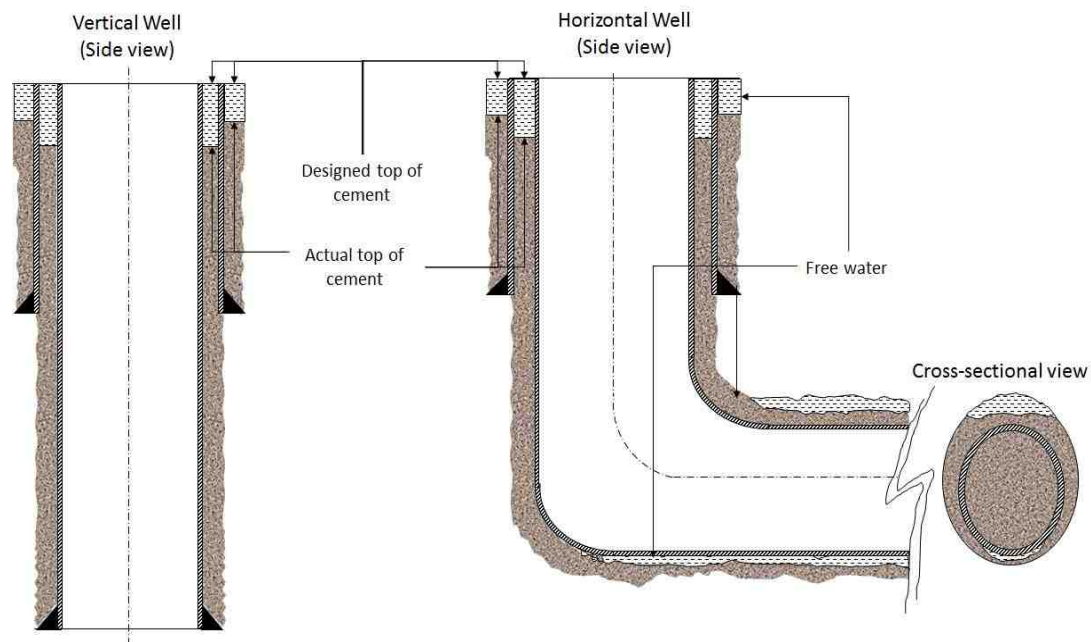 Vertical Well
(Side view)
Horizontal Well
(Side view)
Designed top of
cement
Actual top of
cement
Free water
Cross-sectional view